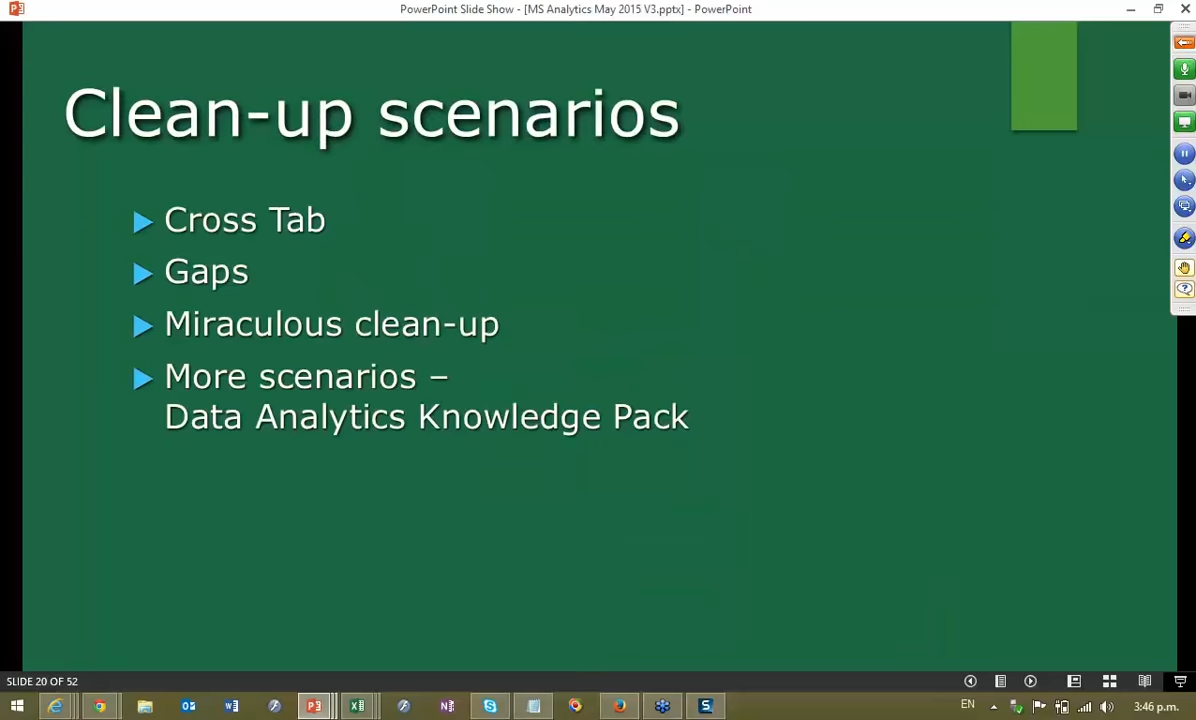 PowerPoint Slide Show - [MS Analytics May 2015 V3.pptx] - PowerPoint
Clean-up scenarios
Cross Tab
Gaps
Miraculous clean-up
More scenarios –
Data Analytics Knowledge Pack
SLIDE 20 OF 52
EN
3:46 p.m.